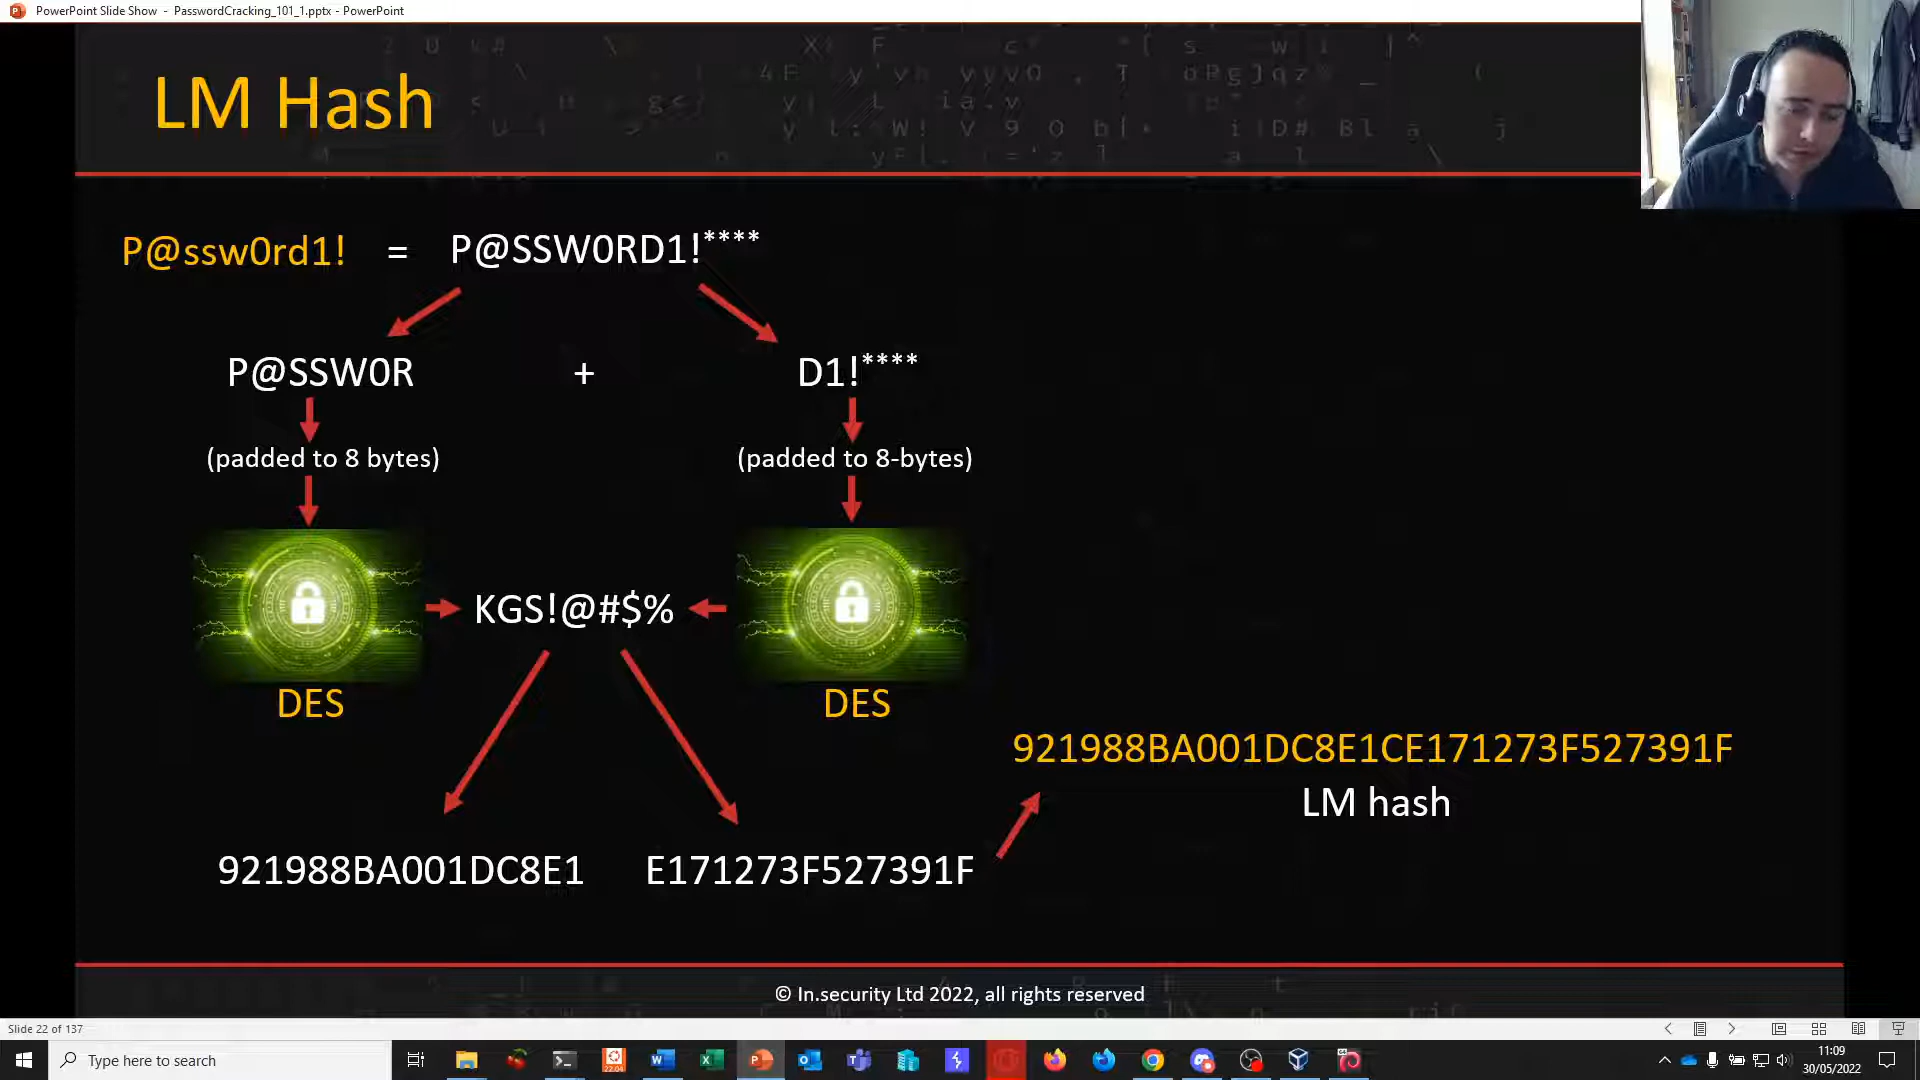 PowerPoint Slide Show - PasswordCracking_101_1.pptx - PowerPoint
LM Hash
P@ssw0rd1! = P@SSW0RD1!****
P@SSW0R + D1!****
(padded to 8 bytes) (padded to 8-bytes)
KGS!@#$%
DES DES
921988BA001DC8E1CE171273F527391F
LM hash
921988BA001DC8E1 E171273F527391F
© In.security Ltd 2022, all rights reserved
Slide 22 of 137
Type here to search
22.04
11:09
30/05/2022